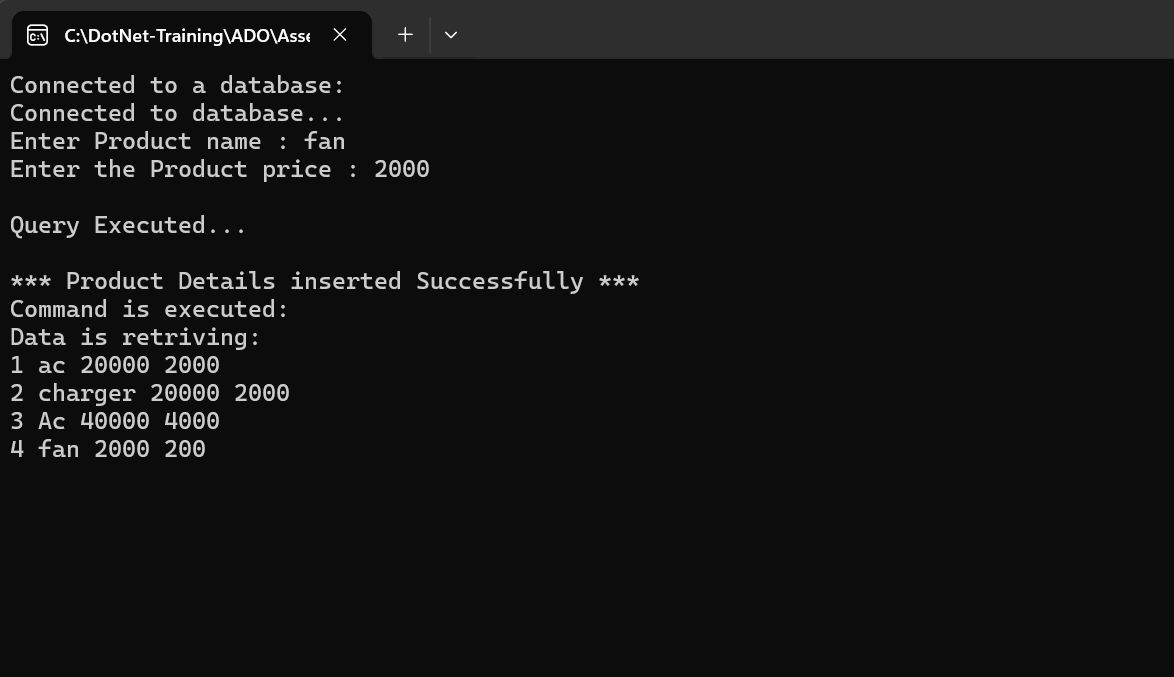 C:\DotNet-Training\ADO\Asse
Connected to a database:
Connected to database...
Enter Product name : fan
Enter the Product price : 2000
Query Executed...
*** Product Details inserted Successfully ***
Command is executed:
Data is retriving:
1 ac 20000 2000
2 charger 20000 2000
3 Ac 40000 4000
4 fan 2000 200